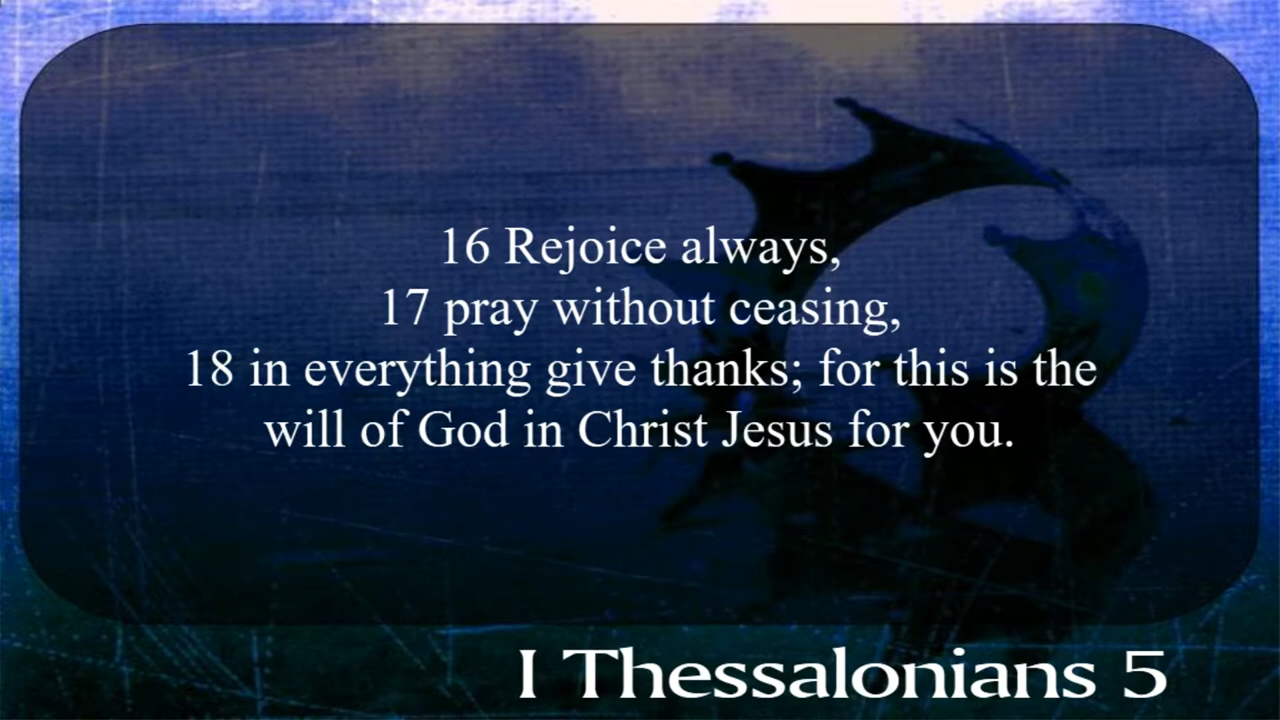 16 Rejoice always,
17 pray without ceasing,
18 in everything give thanks; for this is the
will of God in Christ Jesus for you.
I Thessalonians 5